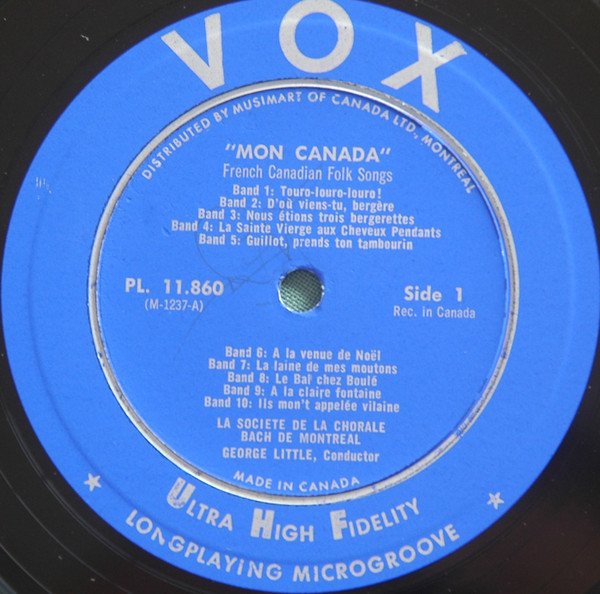 VOX
DISTRIBUTED BY MUSIMART OF CANADA LTD., MONTREAL
"MON CANADA"
French Canadian Folk Songs
Band 1: Touro-louro-louro!
Band 2: D'où viens-tu, bergère
Band 3: Nous étions trois bergerettes
Band 4: La Sainte Vierge aux Cheveux Pendants
Band 5: Guillot, prends ton tambourin
PL. 11.860
(M-1237-A)
Side 1
Rec. in Canada
Band 6: A la venue de Noël
Band 7: La laine de mes moutons
Band 8: Le Bal chez Boulé
Band 9: A la claire fontaine
Band 10: Ils mon't appelée vilaine
LA SOCIETE DE LA CHORALE
BACH DE MONTREAL
GEORGE LITTLE, Conductor
MADE IN CANADA
ULTRA HIGH FIDELITY
LONGPLAYING MICROGROOVE